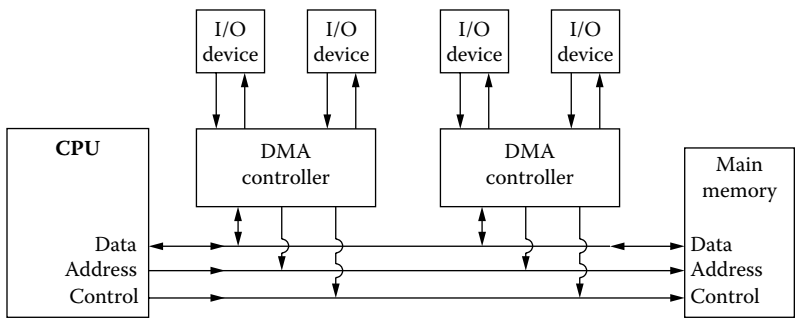 I/O
device
I/O
device
I/O
device
I/O
device
CPU
DMA
controller
DMA
controller
Main
memory
Data
Address
Control
Data
Address
Control